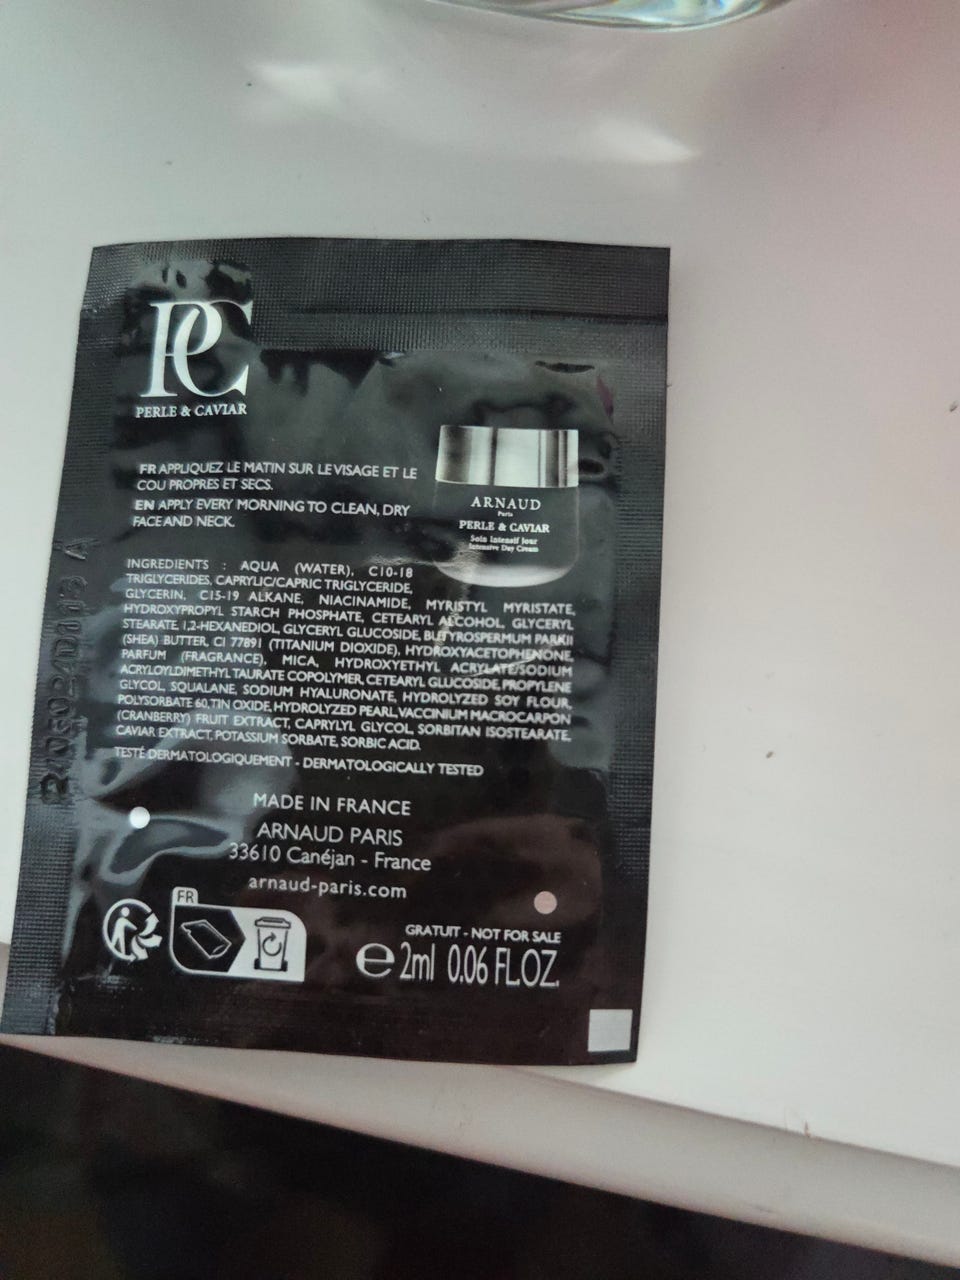 PC
PERLE & CAVIAR
FR APPLIQUEZ LE MATIN SUR LE VISAGE ET LE
COU PROPRES ET SECS.
EN APPLY EVERY MORNING TO CLEAN, DRY
FACE AND NECK.
ARNAUD
Paris
PERLE & CAVIAR
Soin Intensif Jour
Intensive Day Cream
INGREDIENTS : AQUA (WATER), C10-18
TRIGLYCERIDES, CAPRYLIC/CAPRIC TRIGLYCERIDE,
GLYCERIN, C15-19 ALKANE, NIACINAMIDE, MYRISTYL MYRISTATE,
HYDROXYPROPYL STARCH PHOSPHATE, CETEARYL ALCOHOL, GLYCERYL
STEARATE, 1,2-HEXANEDIOL, GLYCERYL GLUCOSIDE, BUTYROSPERMUM PARKII
(SHEA) BUTTER, CI 77891 (TITANIUM DIOXIDE), HYDROXYACETOPHENONE,
PARFUM (FRAGRANCE), MICA, HYDROXYETHYL ACRYLATE/SODIUM
ACRYLOYLDIMETHYL TAURATE COPOLYMER, CETEARYL GLUCOSIDE, PROPYLENE
GLYCOL, SQUALANE, SODIUM HYALURONATE, HYDROLYZED SOY FLOUR,
POLYSORBATE 60, TIN OXIDE, HYDROLYZED PEARL, VACCINIUM MACROCARPON
(CRANBERRY) FRUIT EXTRACT, CAPRYLYL GLYCOL, SORBITAN ISOSTEARATE,
CAVIAR EXTRACT, POTASSIUM SORBATE, SORBIC ACID.
TESTÉ DERMATOLOGIQUEMENT - DERMATOLOGICALLY TESTED
MADE IN FRANCE
ARNAUD PARIS
33610 Canéjan - France
arnaud-paris.com
FR
GRATUIT - NOT FOR SALE
e 2ml 0.06 FL.OZ.